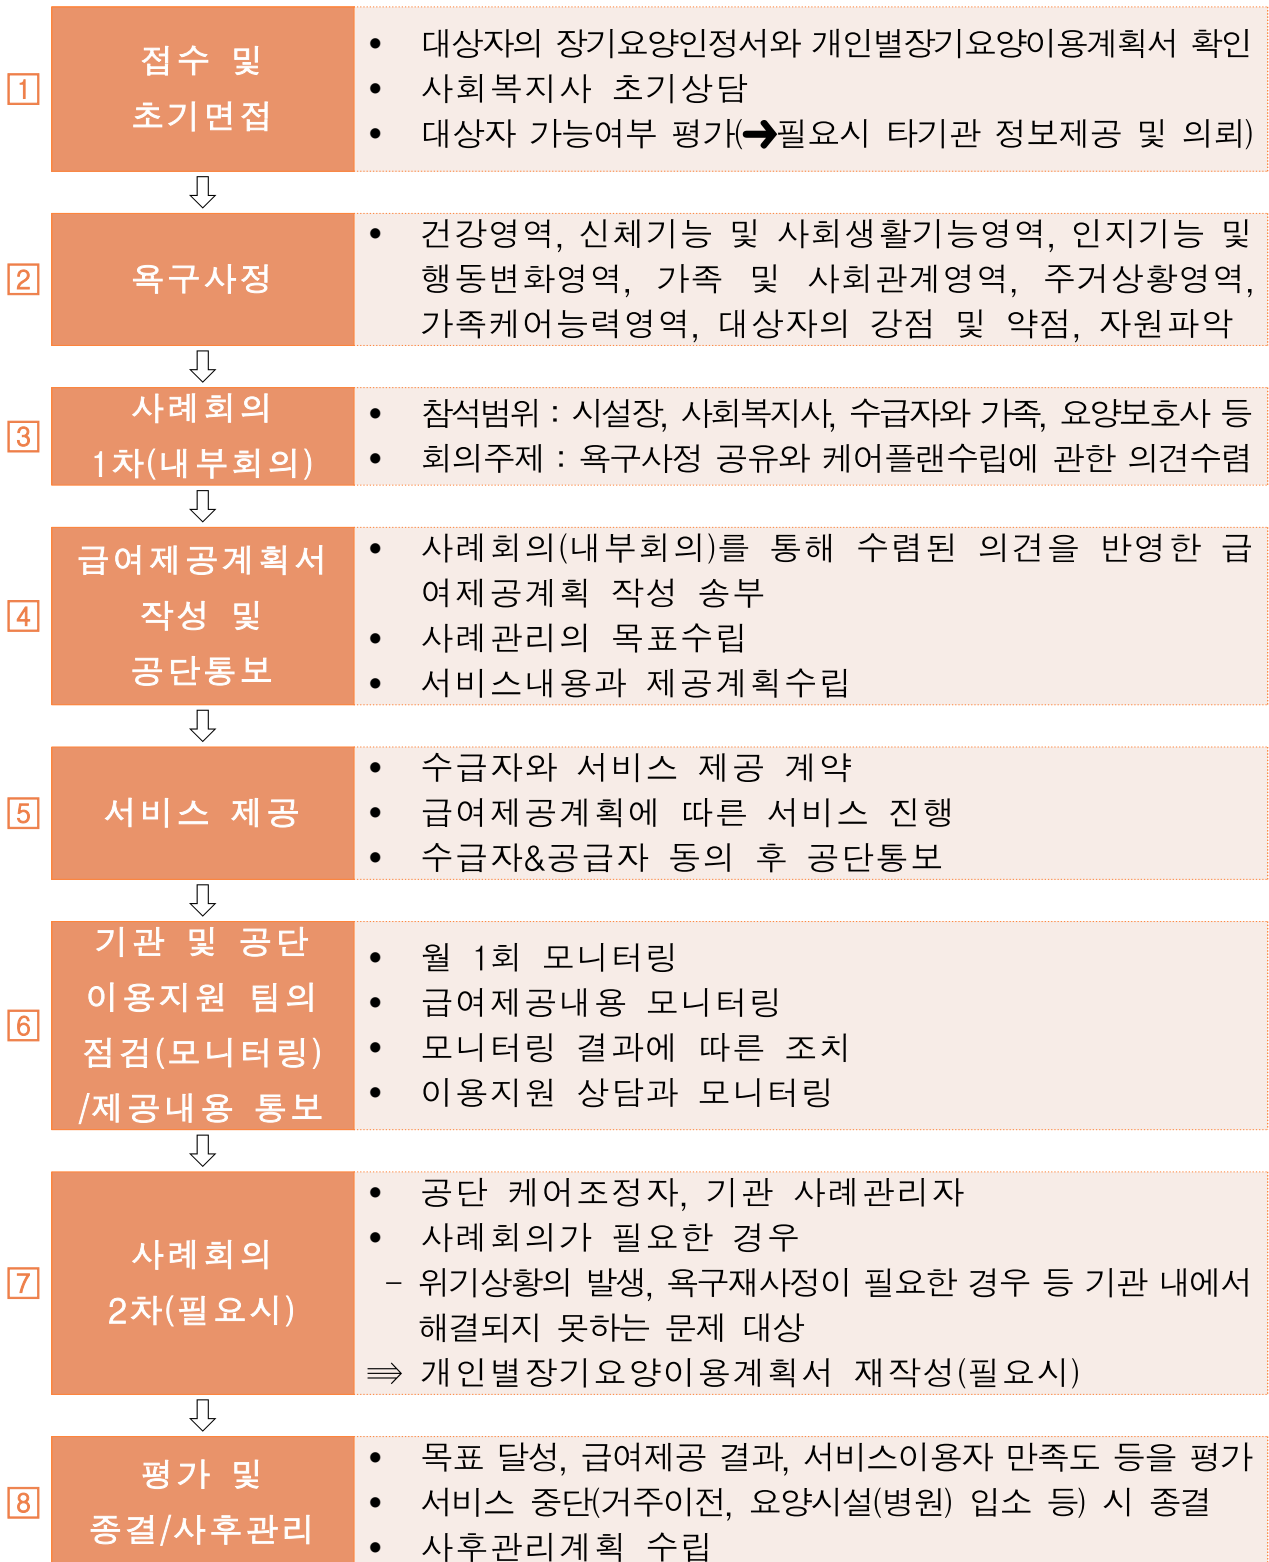 1
접수 및
초기면접
• 대상자의 장기요양인정서와 개인별장기요양이용계획서 확인
• 사회복지사 초기상담
• 대상자 가능여부 평가(➜필요시 타기관 정보제공 및 의뢰)
⇩
2
욕구사정
• 건강영역, 신체기능 및 사회생활기능영역, 인지기능 및
행동변화영역, 가족 및 사회관계영역, 주거상황영역,
가족케어능력영역, 대상자의 강점 및 약점, 자원파악
⇩
3
사례회의
1차(내부회의)
• 참석범위 : 시설장, 사회복지사, 수급자와 가족, 요양보호사 등
• 회의주제 : 욕구사정 공유와 케어플랜수립에 관한 의견수렴
⇩
4
급여제공계획서
작성 및
공단통보
• 사례회의(내부회의)를 통해 수렴된 의견을 반영한 급
여제공계획 작성 송부
• 사례관리의 목표수립
• 서비스내용과 제공계획수립
⇩
5
서비스 제공
• 수급자와 서비스 제공 계약
• 급여제공계획에 따른 서비스 진행
• 수급자&공급자 동의 후 공단통보
⇩
6
기관 및 공단
이용지원 팀의
점검(모니터링)
/제공내용 통보
• 월 1회 모니터링
• 급여제공내용 모니터링
• 모니터링 결과에 따른 조치
• 이용지원 상담과 모니터링
⇩
7
사례회의
2차(필요시)
• 공단 케어조정자, 기관 사례관리자
• 사례회의가 필요한 경우
- 위기상황의 발생, 욕구재사정이 필요한 경우 등 기관 내에서
해결되지 못하는 문제 대상
⇒ 개인별장기요양이용계획서 재작성(필요시)
⇩
8
평가 및
종결/사후관리
• 목표 달성, 급여제공 결과, 서비스이용자 만족도 등을 평가
• 서비스 중단(거주이전, 요양시설(병원) 입소 등) 시 종결
• 사후관리계획 수립